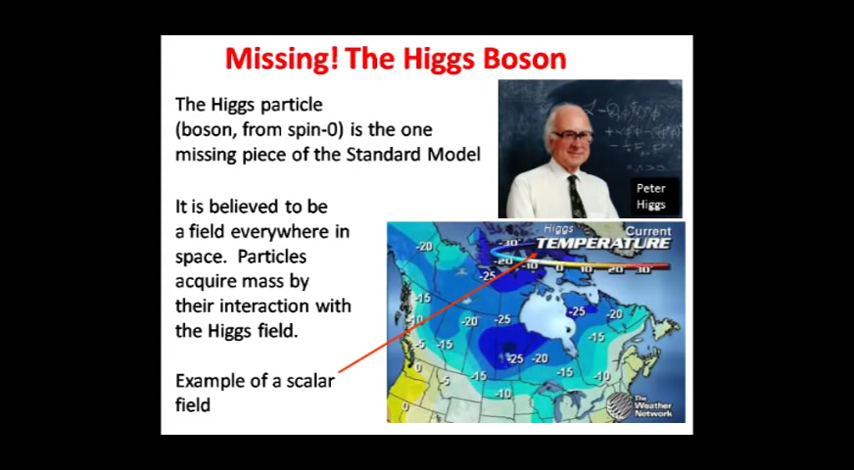 Missing! The Higgs Boson
The Higgs particle
(boson, from spin-0) is the one
missing piece of the Standard Model
Peter
Higgs
It is believed to be
a field everywhere in
space. Particles
acquire mass by
their interaction with
the Higgs field.
Example of a scalar
field
Higgs Current
TEMPERATURE
-30
-20 -10 0 10 20 30
-20
-25
-15
-20 -25 -25 -20
-10
-5 -15 -15
-25 -20
0
-5 -15 -15 -10
-10
0
The
Weather
Network